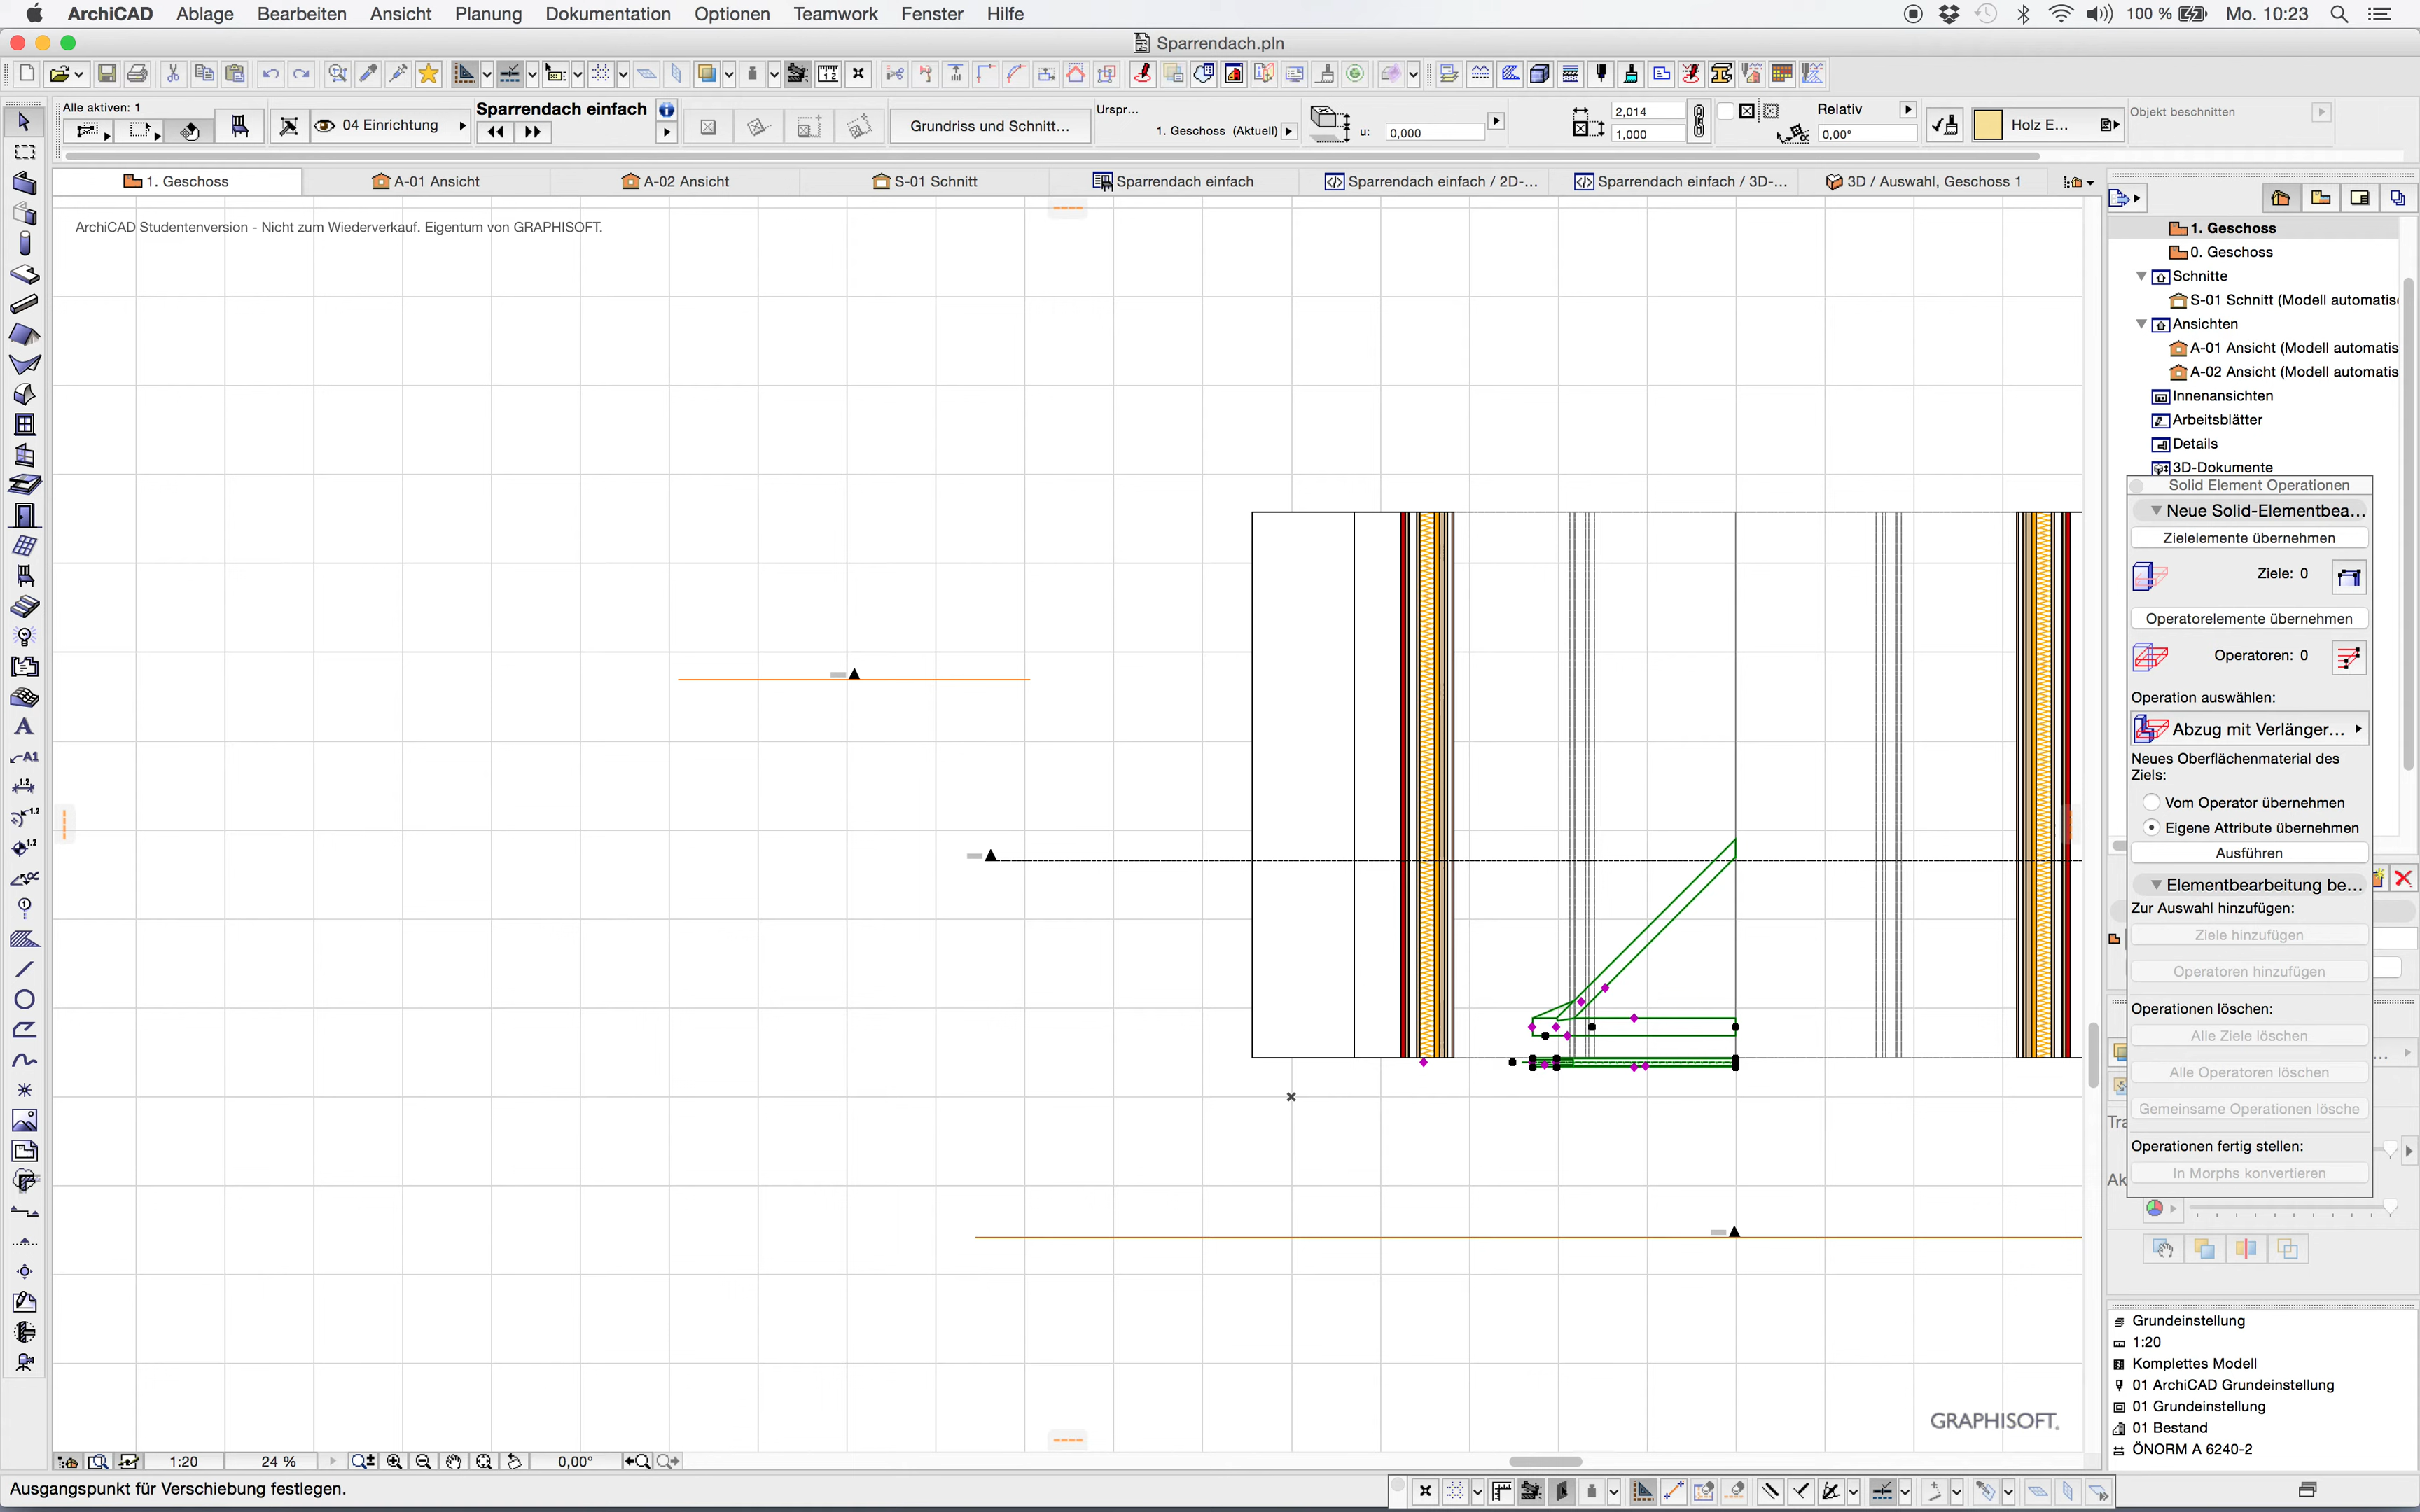 ArchiCAD Ablage Bearbeiten Ansicht Planung Dokumentation Optionen Teamwork Fenster Hilfe 100 % Mo. 10:23
Sparrendach.pln
Alle aktiven: 1
04 Einrichtung
Sparrendach einfach
Grundriss und Schnitt...
Urspr...
1. Geschoss (Aktuell)
u: 0,000
2,014
1,000
Relativ
0,00°
Holz E...
Objekt beschnitten
1. Geschoss
A-01 Ansicht
A-02 Ansicht
S-01 Schnitt
Sparrendach einfach
Sparrendach einfach / 2D-...
Sparrendach einfach / 3D-...
3D / Auswahl, Geschoss 1
ArchiCAD Studentenversion - Nicht zum Wiederverkauf. Eigentum von GRAPHISOFT.
1. Geschoss
0. Geschoss
Schnitte
S-01 Schnitt (Modell automatis
Ansichten
A-01 Ansicht (Modell automatis
A-02 Ansicht (Modell automatis
Innenansichten
Arbeitsblätter
Details
3D-Dokumente
Solid Element Operationen
Neue Solid-Elementbea...
Zielelemente übernehmen
Ziele: 0
Operatorelemente übernehmen
Operatoren: 0
Operation auswählen:
Abzug mit Verlänger...
Neues Oberflächenmaterial des
Ziels:
Vom Operator übernehmen
Eigene Attribute übernehmen
Ausführen
Elementbearbeitung be...
Zur Auswahl hinzufügen:
Ziele hinzufügen
Operatoren hinzufügen
Operationen löschen:
Alle Ziele löschen
Alle Operatoren löschen
Gemeinsame Operationen lösche
Tra
Operationen fertig stellen:
In Morphs konvertieren
Ak
Grundeinstellung
1:20
Komplettes Modell
01 ArchiCAD Grundeinstellung
01 Grundeinstellung
01 Bestand
ÖNORM A 6240-2
GRAPHISOFT.
1:20
24 %
0,00°
Ausgangspunkt für Verschiebung festlegen.